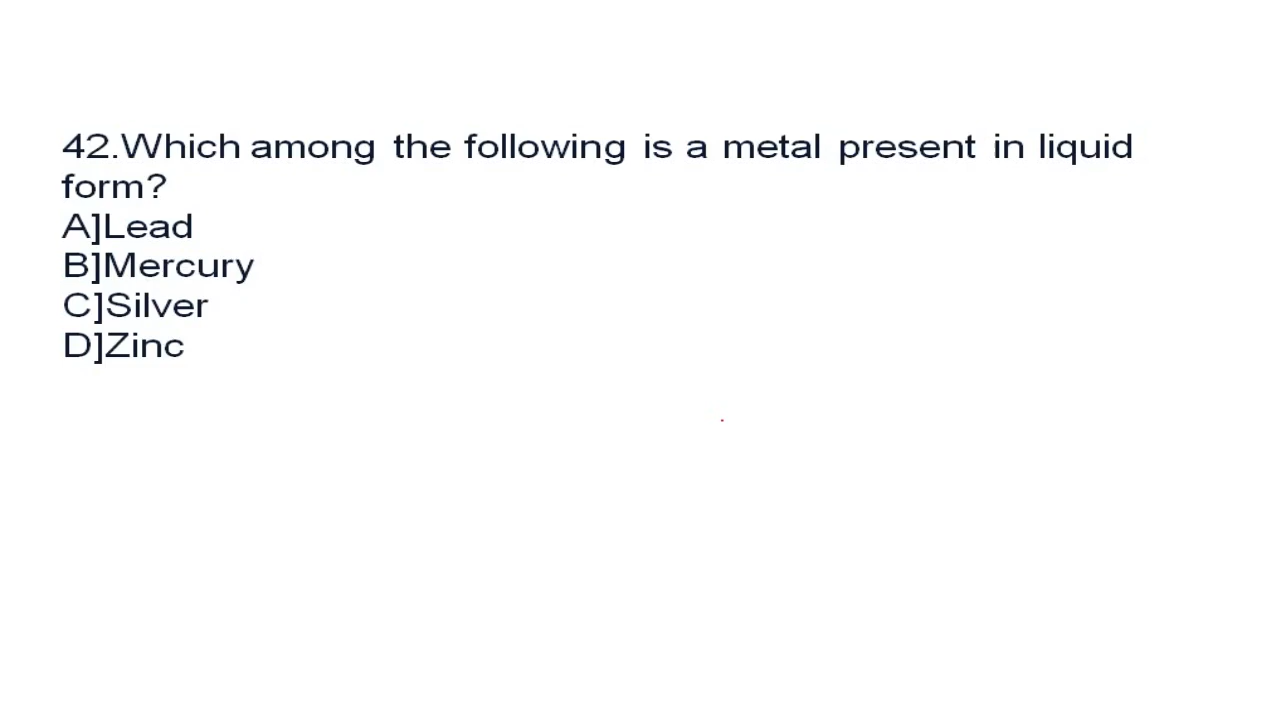 42.Which among the following is a metal present in liquid
form?
A]Lead
B]Mercury
C]Silver
D]Zinc